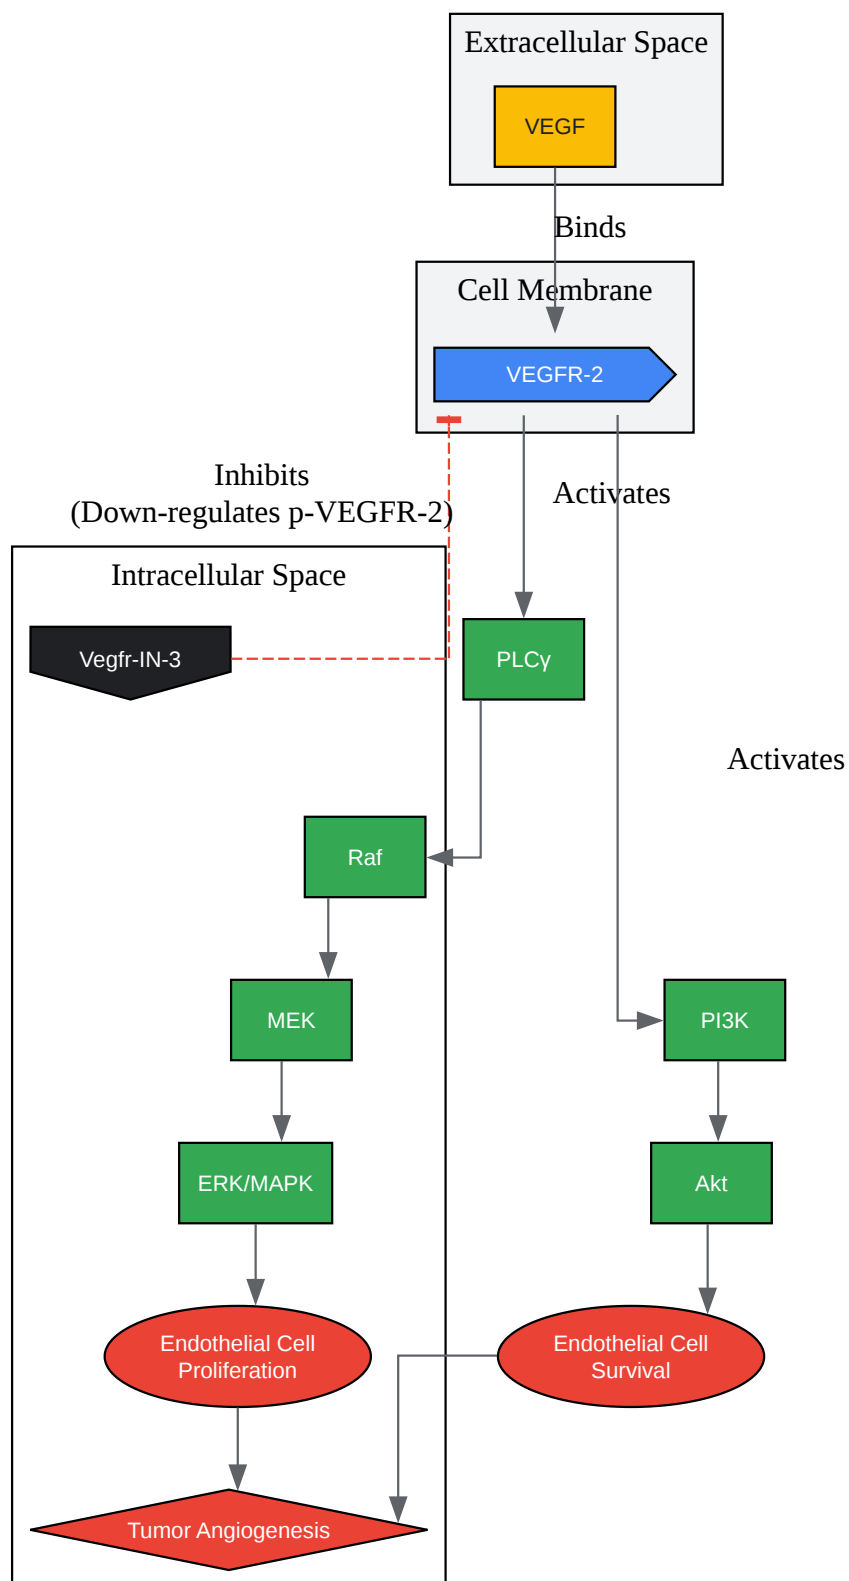 Extracellular Space
VEGF
Binds
Cell Membrane
VEGFR-2
Inhibits
(Down-regulates p-VEGFR-2)
Activates
Intracellular Space
Vegfr-IN-3
PLCγ
Activates
Raf
MEK
PI3K
ERK/MAPK
Akt
Endothelial Cell
Proliferation
Endothelial Cell
Survival
Tumor Angiogenesis